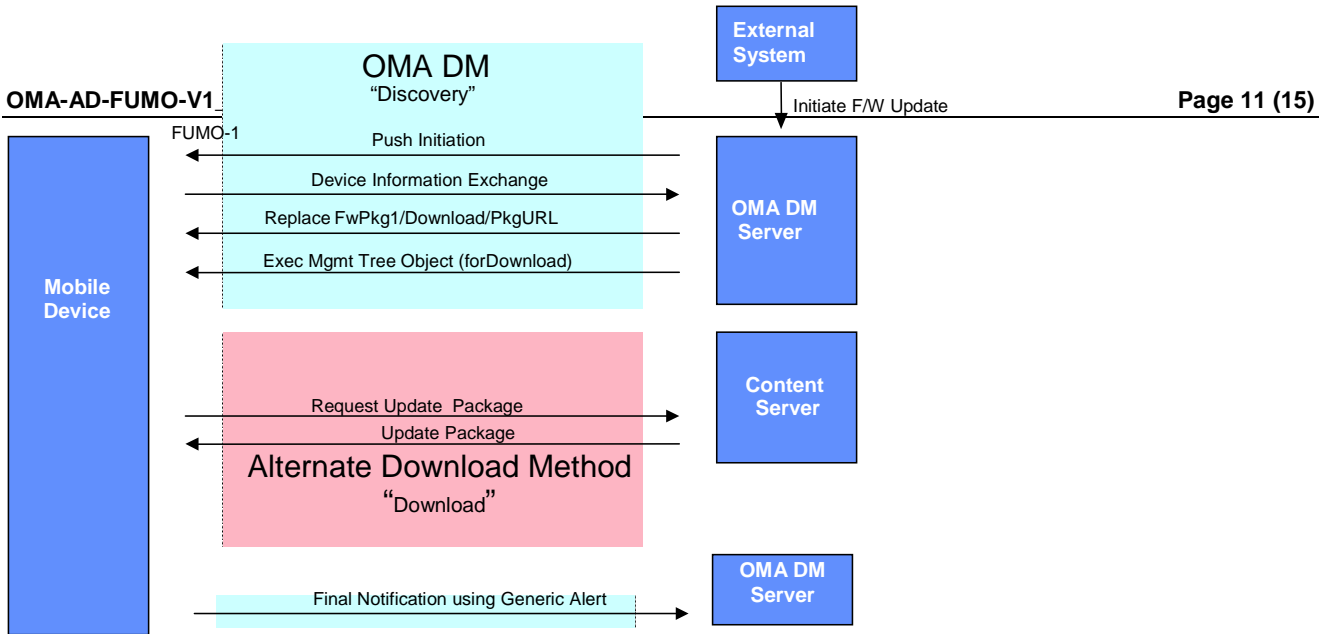 External
System
OMA DM
“Discovery”
OMA-AD-FUMO-V1_
Initiate F/W Update
Page 11 (15)
FUMO-1
Push Initiation
Device Information Exchange
Replace FwPkg1/Download/PkgURL
Exec Mgmt Tree Object (forDownload)
OMA DM
Server
Mobile
Device
Content
Server
Request Update Package
Update Package
Alternate Download Method
“Download”
OMA DM
Server
Final Notification using Generic Alert